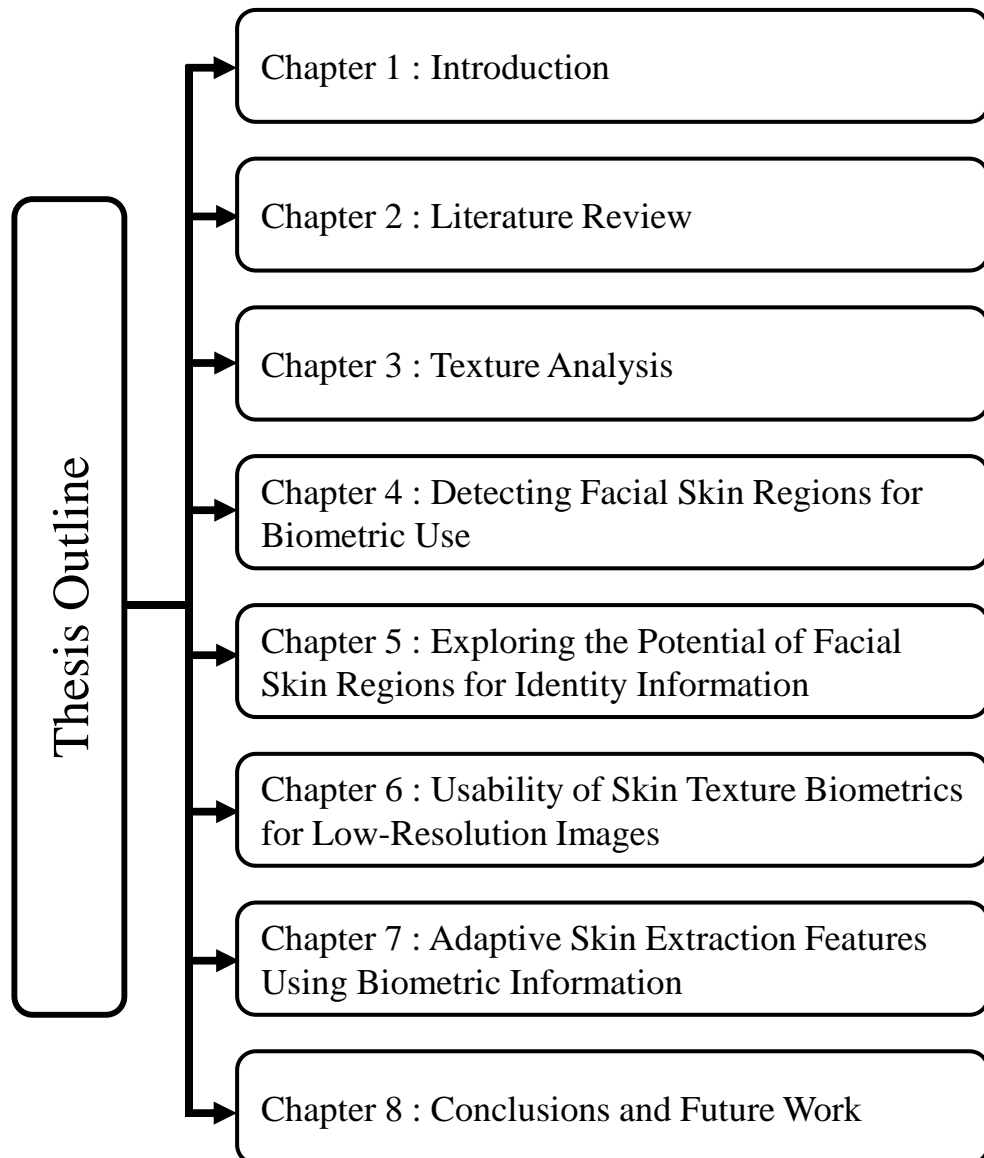 Thesis Outline
Chapter 1 : Introduction
Chapter 2 : Literature Review
Chapter 3 : Texture Analysis
Chapter 4 : Detecting Facial Skin Regions for
Biometric Use
Chapter 5 : Exploring the Potential of Facial
Skin Regions for Identity Information
Chapter 6 : Usability of Skin Texture Biometrics
for Low-Resolution Images
Chapter 7 : Adaptive Skin Extraction Features
Using Biometric Information
Chapter 8 : Conclusions and Future Work